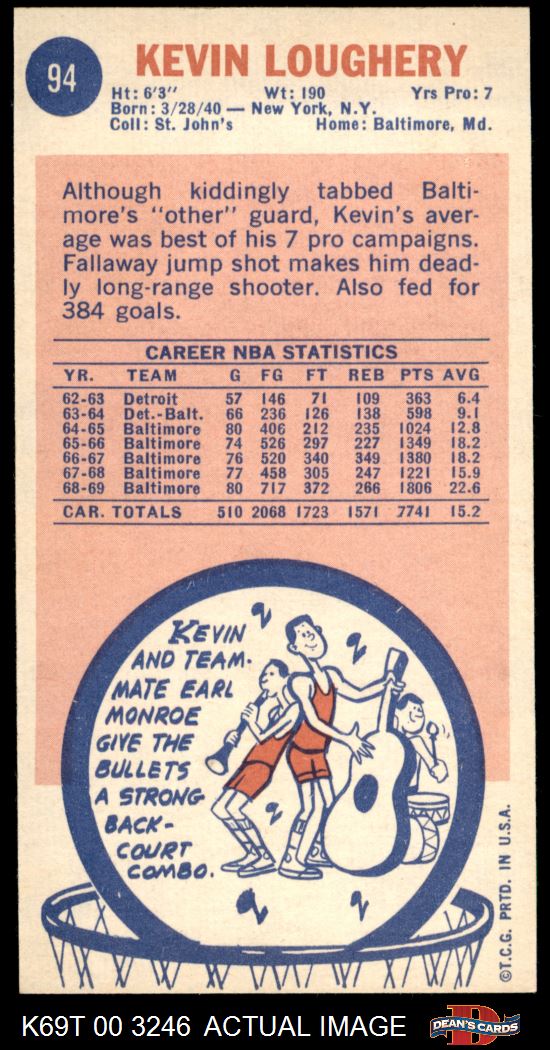 94
KEVIN LOUGHERY
Ht: 6'3" Wt: 190 Yrs Pro: 7
Born: 3/28/40 — New York, N.Y.
Coll: St. John's Home: Baltimore, Md.
Although kiddingly tabbed Balti-
more's "other" guard, Kevin's aver-
age was best of his 7 pro campaigns.
Fallaway jump shot makes him dead-
ly long-range shooter. Also fed for
384 goals.
CAREER NBA STATISTICS
YR. TEAM G FG FT REB PTS AVG
62-63 Detroit 57 146 71 109 363 6.4
63-64 Det.-Balt. 66 236 126 138 598 9.1
64-65 Baltimore 80 406 212 235 1024 12.8
65-66 Baltimore 74 526 297 227 1349 18.2
66-67 Baltimore 76 520 340 349 1380 18.2
67-68 Baltimore 77 458 305 247 1221 15.9
68-69 Baltimore 80 717 372 266 1806 22.6
CAR. TOTALS 510 2068 1723 1571 7741 15.2
KEVIN
AND TEAM-
MATE EARL
MONROE
GIVE THE
BULLETS
A STRONG
BACK-
COURT
COMBO.
©T.C.G. PRTD. IN U.S.A.
K69T 00 3246 ACTUAL IMAGE
D
DEAN'S CARDS